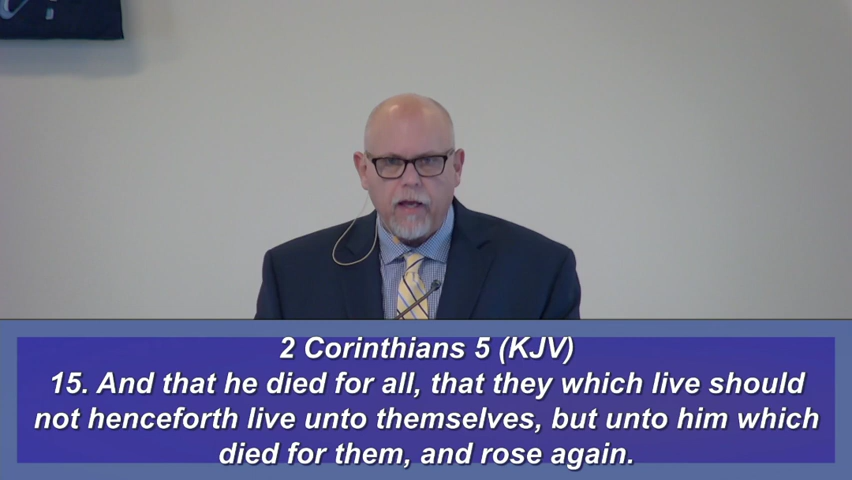 2 Corinthians 5 (KJV)
15. And that he died for all, that they which live should
not henceforth live unto themselves, but unto him which
died for them, and rose again.